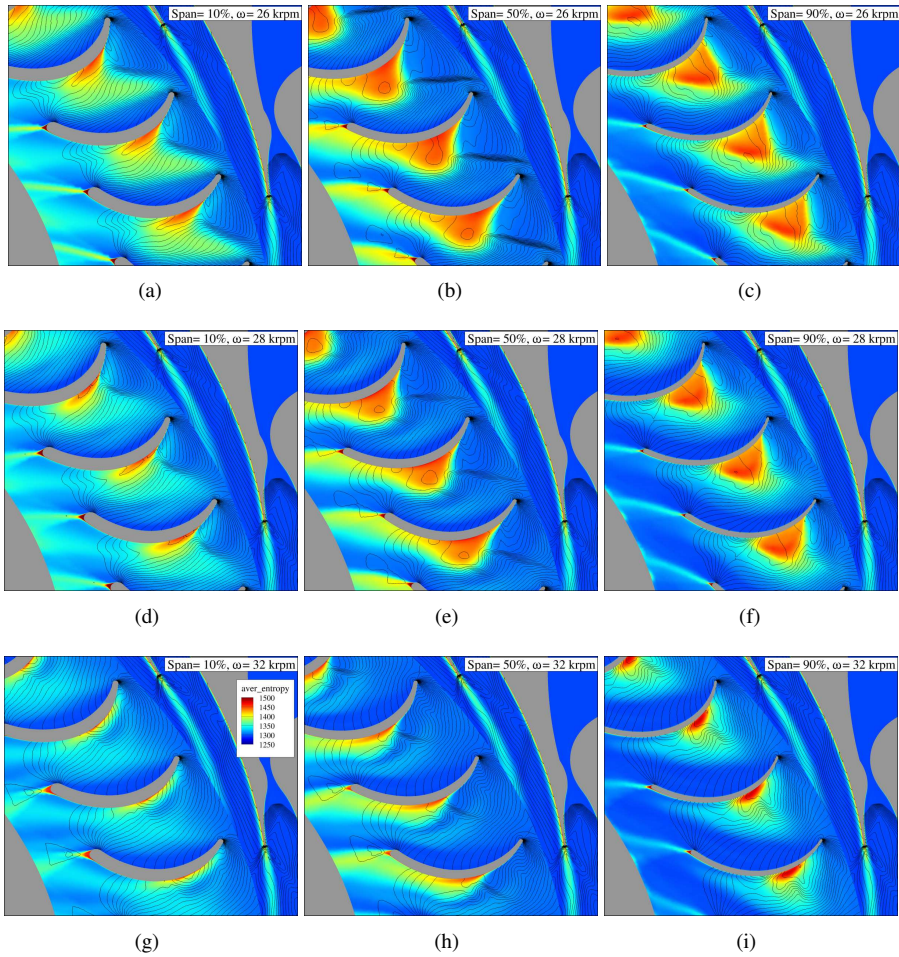 Span= 10%, ω= 26 krpm
Span= 50%, ω= 26 krpm
Span= 90%, ω= 26 krpm
(a)
(b)
(c)
Span= 10%, ω= 28 krpm
Span= 50%, ω= 28 krpm
Span= 90%, ω= 28 krpm
(d)
(e)
(f)
Span= 10%, ω= 32 krpm
aver_entropy
1500
1450
1400
1350
1300
1250
Span= 50%, ω= 32 krpm
Span= 90%, ω= 32 krpm
(g)
(h)
(i)